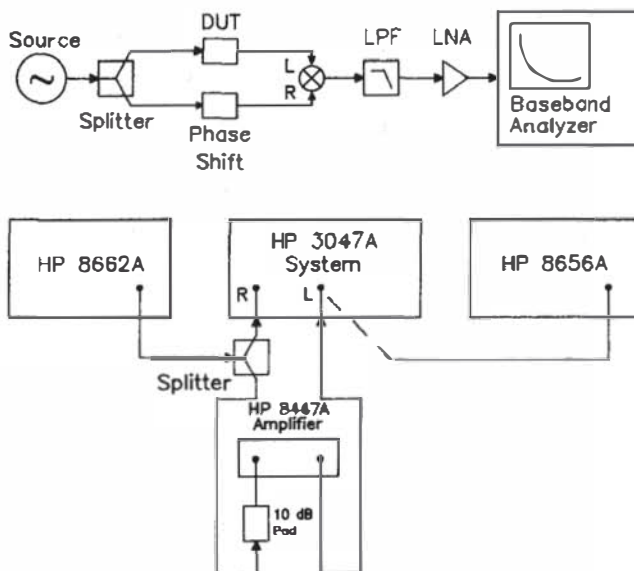 Source
DUT
L
R
LPF
LNA
Splitter
Phase
Shift
Baseband
Analyzer
HP 8662A
HP 3047A
System
R
L
HP 8656A
Splitter
HP 8447A
Amplifier
10 dB
Pad